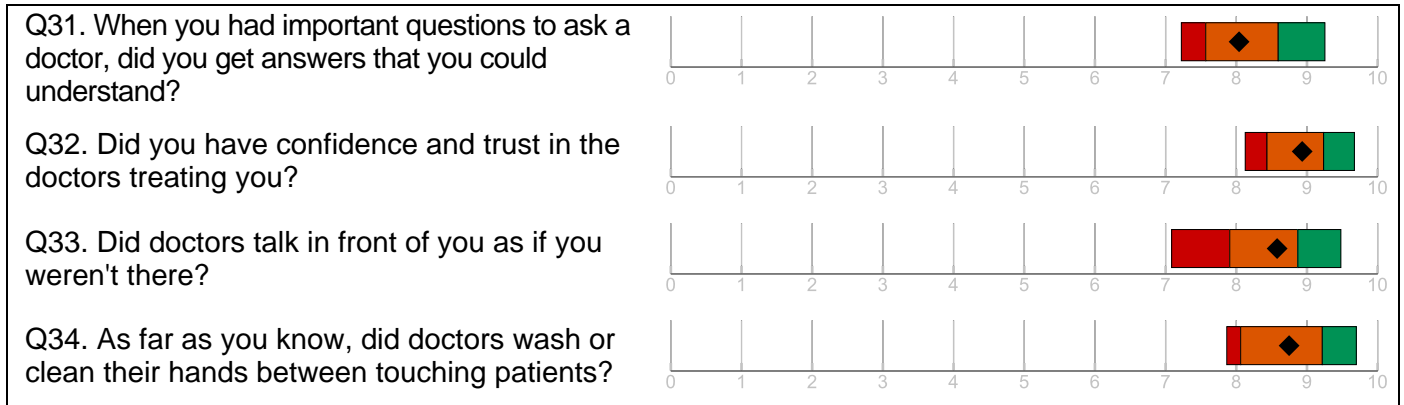 Q31. When you had important questions to ask a
doctor, did you get answers that you could
understand?
0 1 2 3 4 5 6 7 8 9 10
Q32. Did you have confidence and trust in the
doctors treating you?
0 1 2 3 4 5 6 7 8 9 10
Q33. Did doctors talk in front of you as if you
weren't there?
0 1 2 3 4 5 6 7 8 9 10
Q34. As far as you know, did doctors wash or
clean their hands between touching patients?
0 1 2 3 4 5 6 7 8 9 10